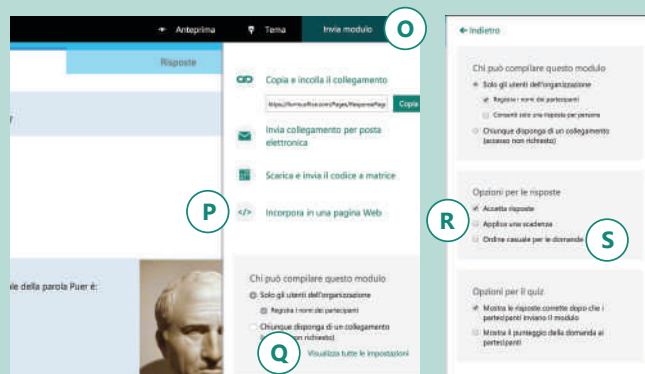 Anteprima
Tema
Invia modulo
O
Risposte
Copia e incolla il collegamento
Copia
Invia collegamento per posta
elettronica
Scarica e invia il codice a matrice
P
</> Incorpora in una pagina Web
le della parola Puer è:
Chi può compilare questo modulo
Solo gli utenti dell'organizzazione
Registra i nomi dei partecipanti
Chiunque disponga di un collegamento
non richiesto)
Q
Visualizza tutte le impostazioni
Indietro
Chi può compilare questo modulo
Solo gli utenti dell'organizzazione
Registra i nomi dei partecipanti
Consenti solo una risposta per persona
Chiunque disponga di un collegamento
(accesso non richiesto)
Opzioni per le risposte
R
Accetta risposte
Applica una scadenza
Ordine casuale per le domande
S
Opzioni per il quiz
Mostra le risposte corrette dopo che i
partecipanti inviano il modulo
Mostra il punteggio della domanda ai
partecipanti